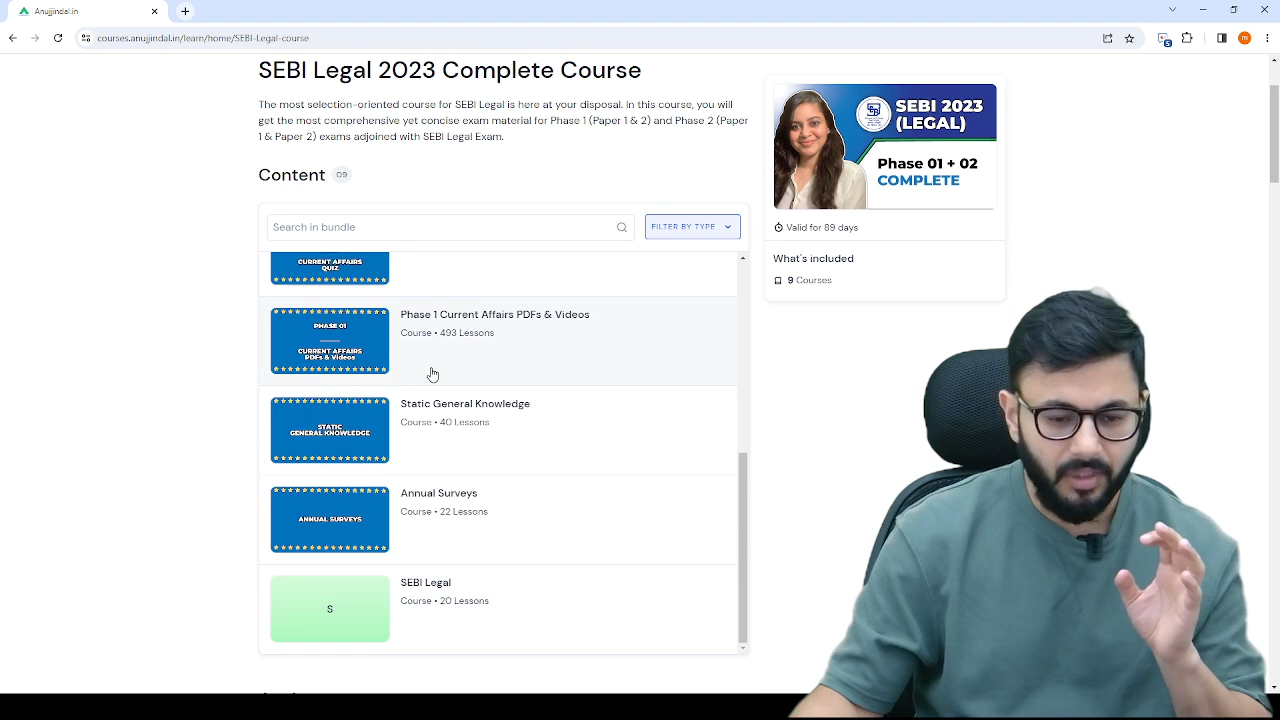 Anujjindal.in
courses.anujjindal.in/learn/home/SEBI-Legal-course
5
m
SEBI Legal 2023 Complete Course
The most selection-oriented course for SEBI Legal is here at your disposal. In this course, you will
get the most comprehensive yet concise exam material for Phase 1 (Paper 1 & 2) and Phase 2 (Paper
1 & Paper 2) exams adjoined with SEBI Legal Exam.
Content 09
Search in bundle
FILTER BY TYPE
CURRENT AFFAIRS
QUIZ
PHASE 01
CURRENT AFFAIRS
PDFs & Videos
Phase 1 Current Affairs PDFs & Videos
Course • 493 Lessons
STATIC
GENERAL KNOWLEDGE
Static General Knowledge
Course • 40 Lessons
ANNUAL SURVEYS
Annual Surveys
Course • 22 Lessons
S
SEBI Legal
Course • 20 Lessons
SEBI 2023
(LEGAL)
Phase 01 + 02
COMPLETE
Valid for 89 days
What's included
9 Courses